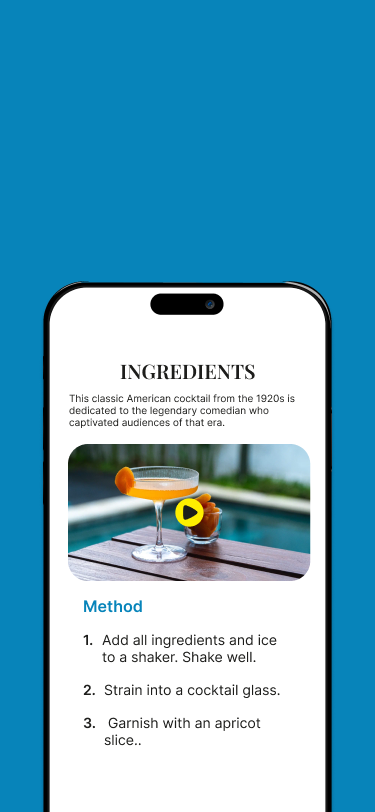 INGREDIENTS
This classic American cocktail from the 1920s is
dedicated to the legendary comedian who
captivated audiences of that era.
Method
1. Add all ingredients and ice
to a shaker. Shake well.
2. Strain into a cocktail glass.
3. Garnish with an apricot
slice..